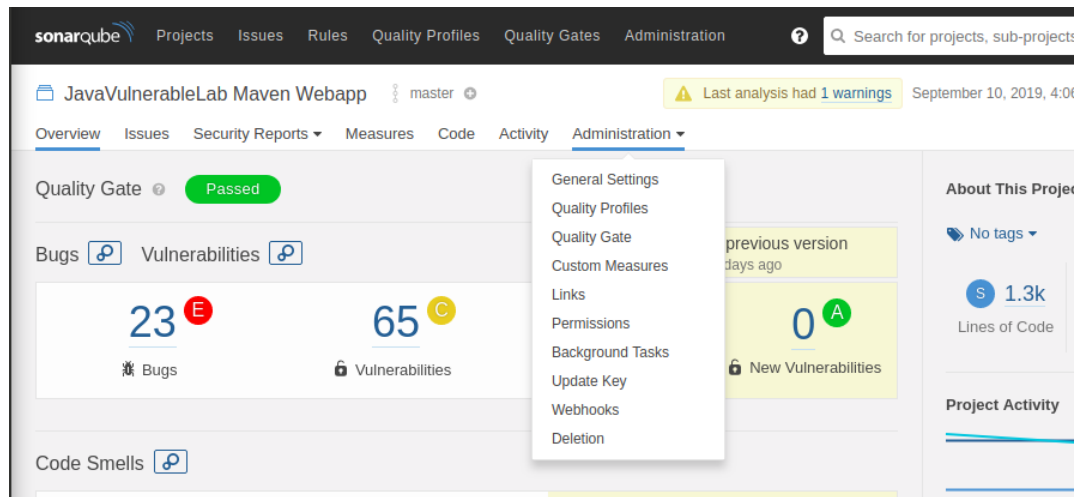 sonarqube Projects Issues Rules Quality Profiles Quality Gates Administration ? Search for projects, sub-projects
JavaVulnerableLab Maven Webapp master Last analysis had 1 warnings September 10, 2019, 4:06
Overview Issues Security Reports Measures Code Activity Administration
General Settings
Quality Profiles
Quality Gate
Custom Measures
Links
Permissions
Background Tasks
Update Key
Webhooks
Deletion
Quality Gate ? Passed
Bugs Vulnerabilities
previous version
days ago
23 E
Bugs
65 C
Vulnerabilities
0 A
New Vulnerabilities
Code Smells
About This Projec
No tags
S 1.3k
Lines of Code
Project Activity